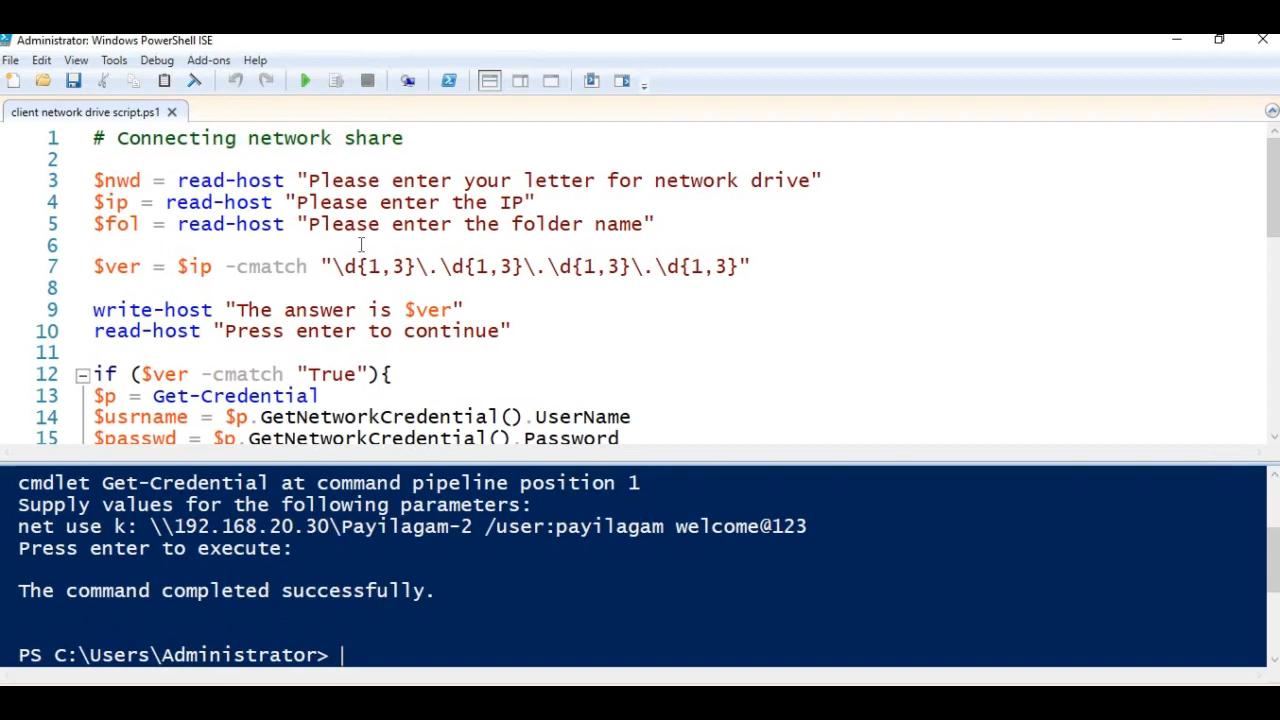 Administrator: Windows PowerShell ISE
File Edit View Tools Debug Add-ons Help
client network drive script.ps1
1 # Connecting network share
2
3 $nwd = read-host "Please enter your letter for network drive"
4 $ip = read-host "Please enter the IP"
5 $fol = read-host "Please enter the folder name"
6
7 $ver = $ip -cmatch "\d{1,3}\.\d{1,3}\.\d{1,3}\.\d{1,3}"
8
9 write-host "The answer is $ver"
10 read-host "Press enter to continue"
11
12 if ($ver -cmatch "True"){
13 $p = Get-Credential
14 $usrname = $p.GetNetworkCredential().UserName
15 $passwd = $p.GetNetworkCredential().Password
cmdlet Get-Credential at command pipeline position 1
Supply values for the following parameters:
net use k: \\192.168.20.30\Payilagam-2 /user:payilagam welcome@123
Press enter to execute:
The command completed successfully.
PS C:\Users\Administrator>